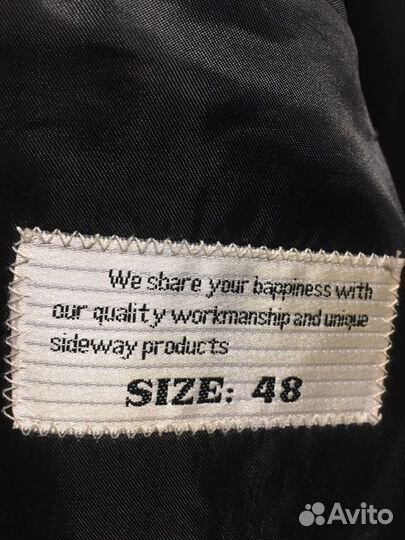 We share your bappiness with
our quality workmanship and unique
sideway products
SIZE: 48
Avito